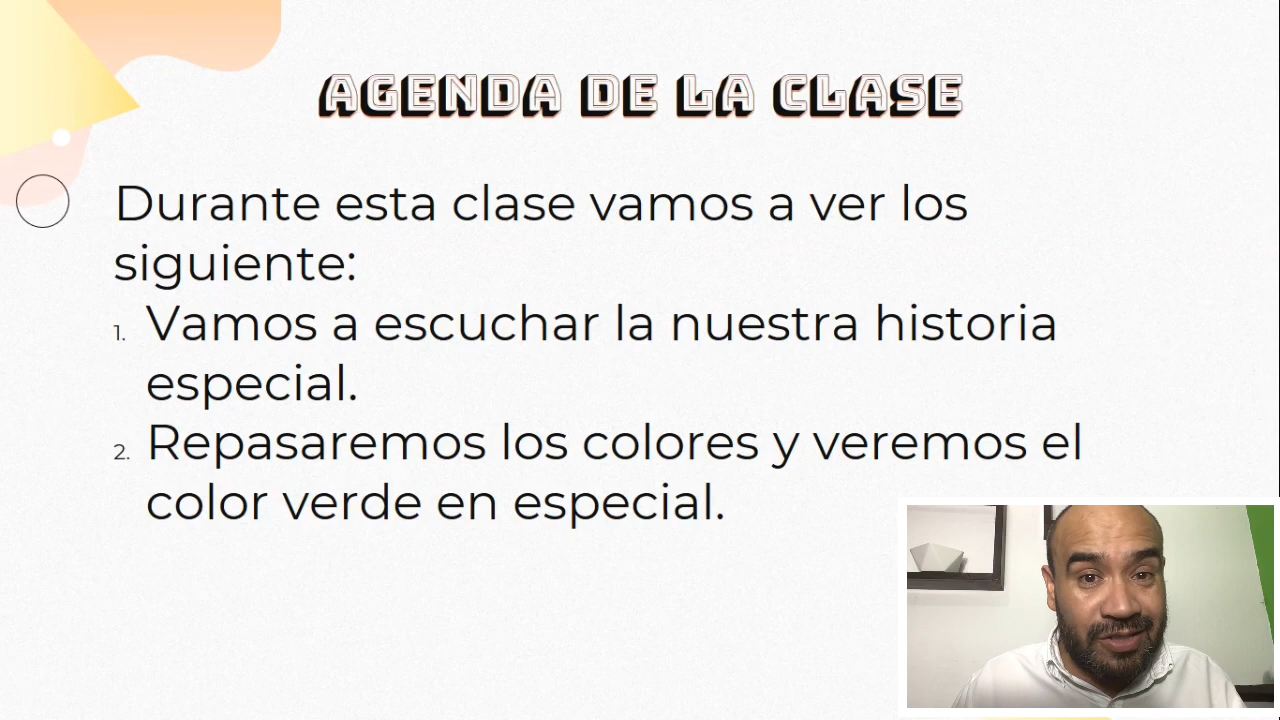 AGENDA DE LA CLASE
Durante esta clase vamos a ver los
siguiente:
1. Vamos a escuchar la nuestra historia
especial.
2. Repasaremos los colores y veremos el
color verde en especial.